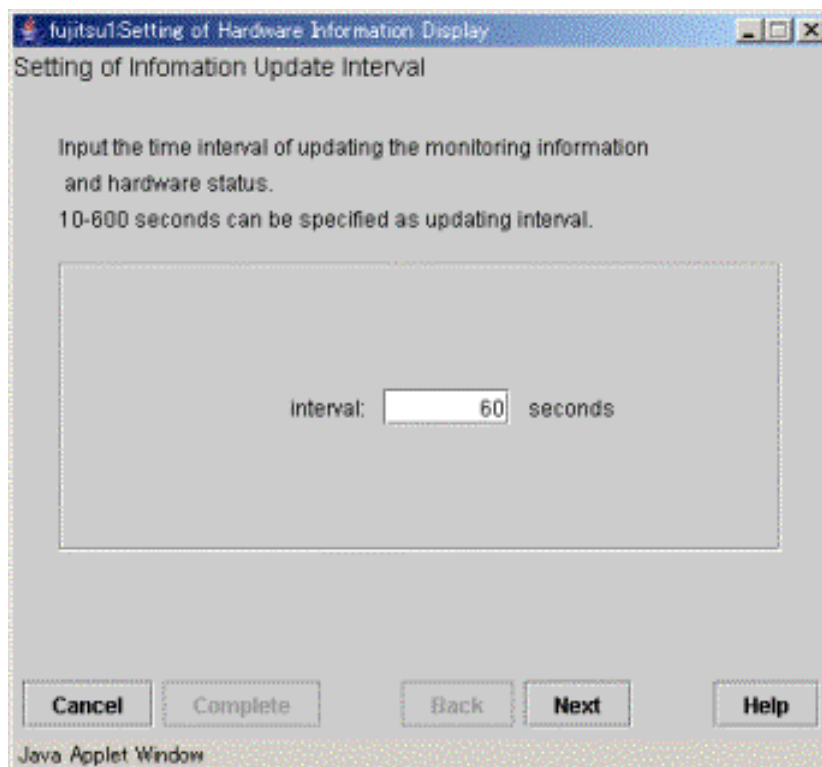 fujitsu1:Setting of Hardware Information Display
Setting of Infomation Update Interval
Input the time interval of updating the monitoring information
and hardware status.
10-600 seconds can be specified as updating interval.
interval: 60 seconds
Cancel Complete Back Next Help
Java Applet Window